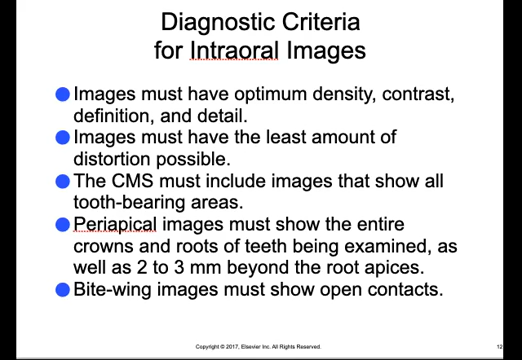 Diagnostic Criteria
for Intraoral Images
Images must have optimum density, contrast,
definition, and detail.
Images must have the least amount of
distortion possible.
The CMS must include images that show all
tooth-bearing areas.
Periapical images must show the entire
crowns and roots of teeth being examined, as
well as 2 to 3 mm beyond the root apices.
Bite-wing images must show open contacts.
Copyright © 2017, Elsevier Inc. All Rights Reserved.
12